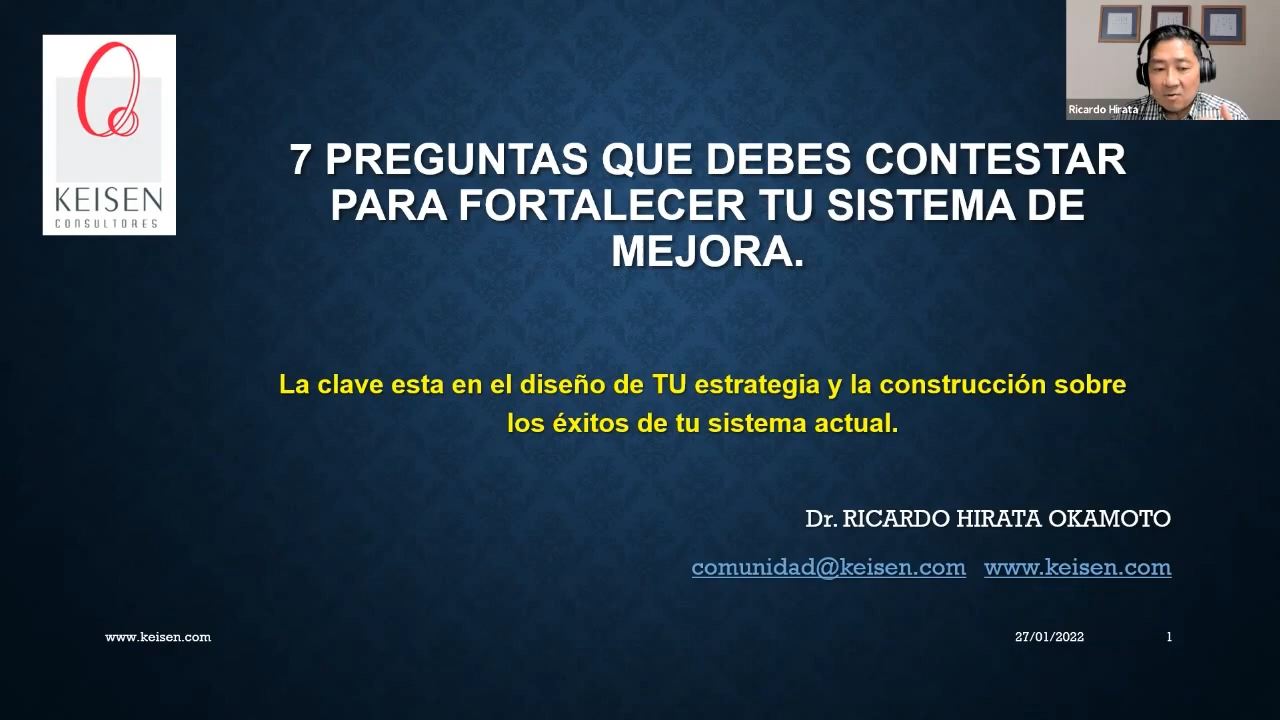 KEISEN
CONSULTORES
Ricardo Hirata
7 PREGUNTAS QUE DEBES CONTESTAR
PARA FORTALECER TU SISTEMA DE
MEJORA.
La clave esta en el diseño de TU estrategia y la construcción sobre
los éxitos de tu sistema actual.
Dr. RICARDO HIRATA OKAMOTO
comunidad@keisen.com www.keisen.com
www.keisen.com 27/01/2022 1